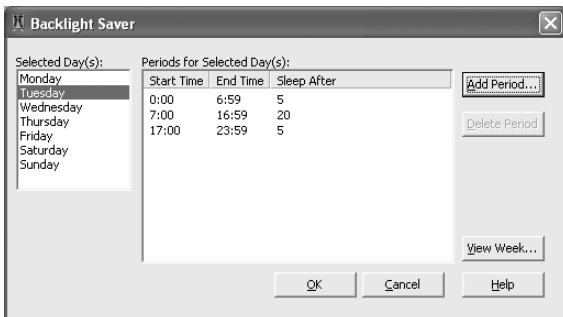 Backlight Saver
Selected Day(s):
Monday
Tuesday
Wednesday
Thursday
Friday
Saturday
Sunday
Periods for Selected Day(s):
Start Time End Time Sleep After
0:00 6:59 5
7:00 16:59 20
17:00 23:59 5
Add Period...
Delete Period
View Week...
OK Cancel Help